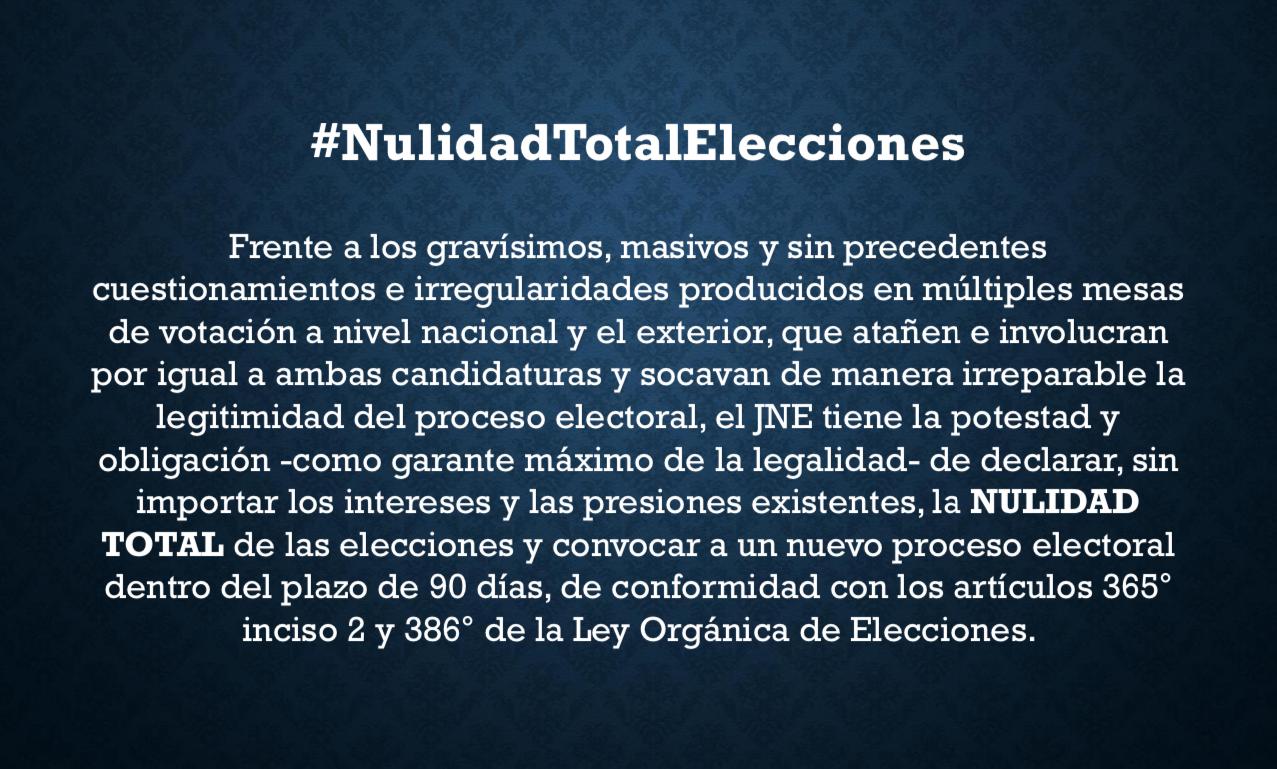 #NulidadTotalElecciones
Frente a los gravísimos, masivos y sin precedentes
cuestionamientos e irregularidades producidos en múltiples mesas
de votación a nivel nacional y el exterior, que atañen e involucran
por igual a ambas candidaturas y socavan de manera irreparable la
legitimidad del proceso electoral, el JNE tiene la potestad y
obligación -como garante máximo de la legalidad- de declarar, sin
importar los intereses y las presiones existentes, la NULIDAD
TOTAL de las elecciones y convocar a un nuevo proceso electoral
dentro del plazo de 90 días, de conformidad con los artículos 365°
inciso 2 y 386° de la Ley Orgánica de Elecciones.